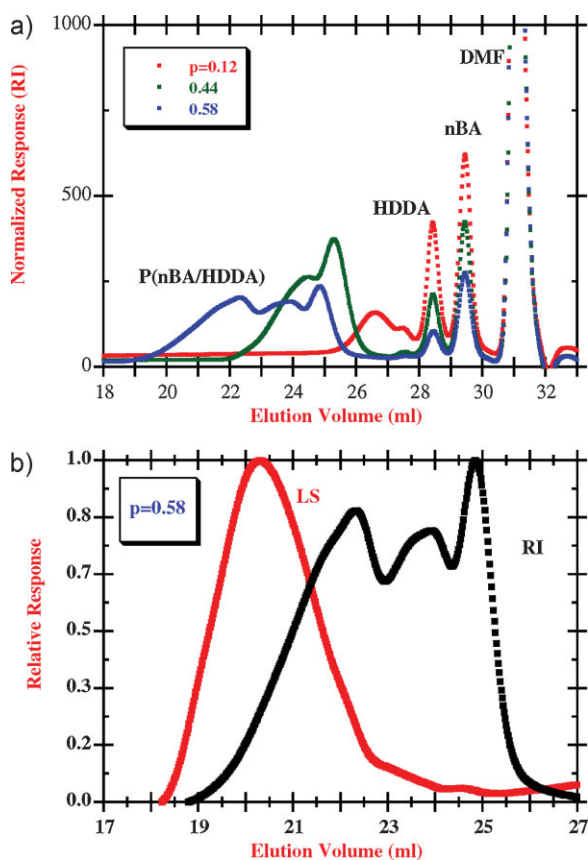 a)
1000
500
0
Normalized Response (RI)
p=0.12
0.44
0.58
DMF
nBA
HDDA
P(nBA/HDDA)
18 20 22 24 26 28 30 32
Elution Volume (ml)
b)
1.0
0.8
0.7
0.5
0.3
0.2
0.0
Relative Response
p=0.58
LS
RI
17 19 21 23 25 27
Elution Volume (ml)